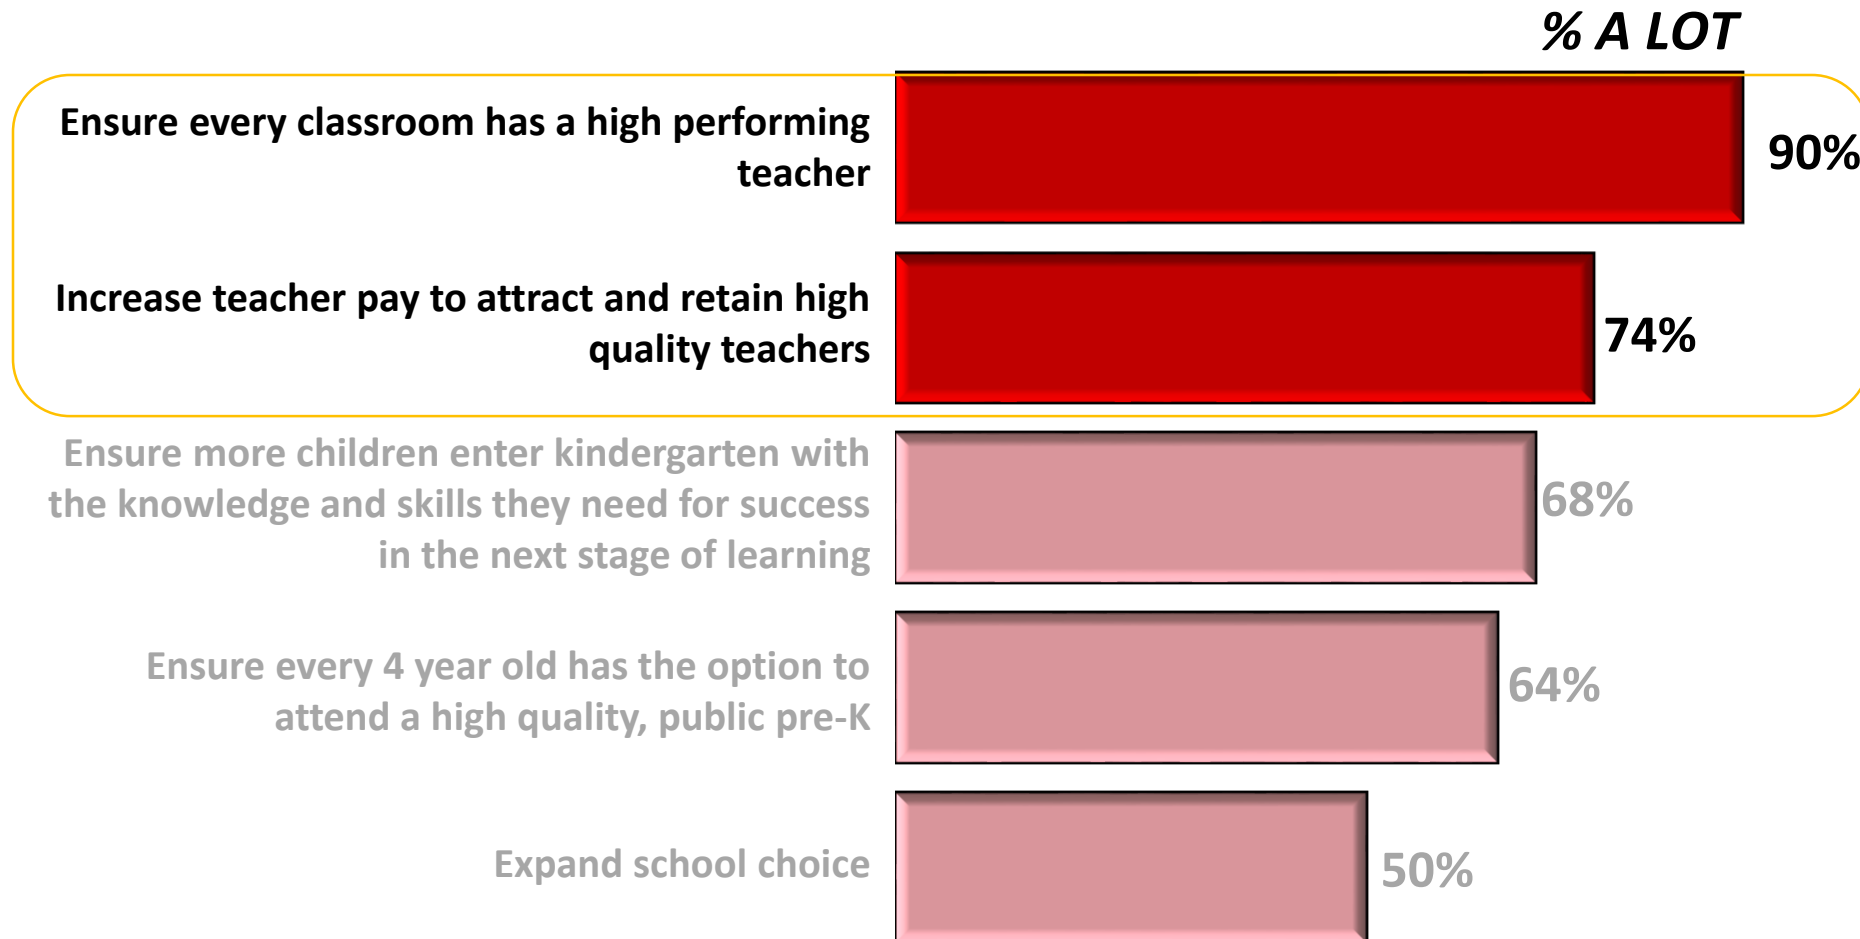 % A LOT
Ensure every classroom has a high performing
teacher
90%
Increase teacher pay to attract and retain high
quality teachers
74%
Ensure more children enter kindergarten with
the knowledge and skills they need for success
in the next stage of learning
68%
Ensure every 4 year old has the option to
attend a high quality, public pre-K
64%
Expand school choice
50%